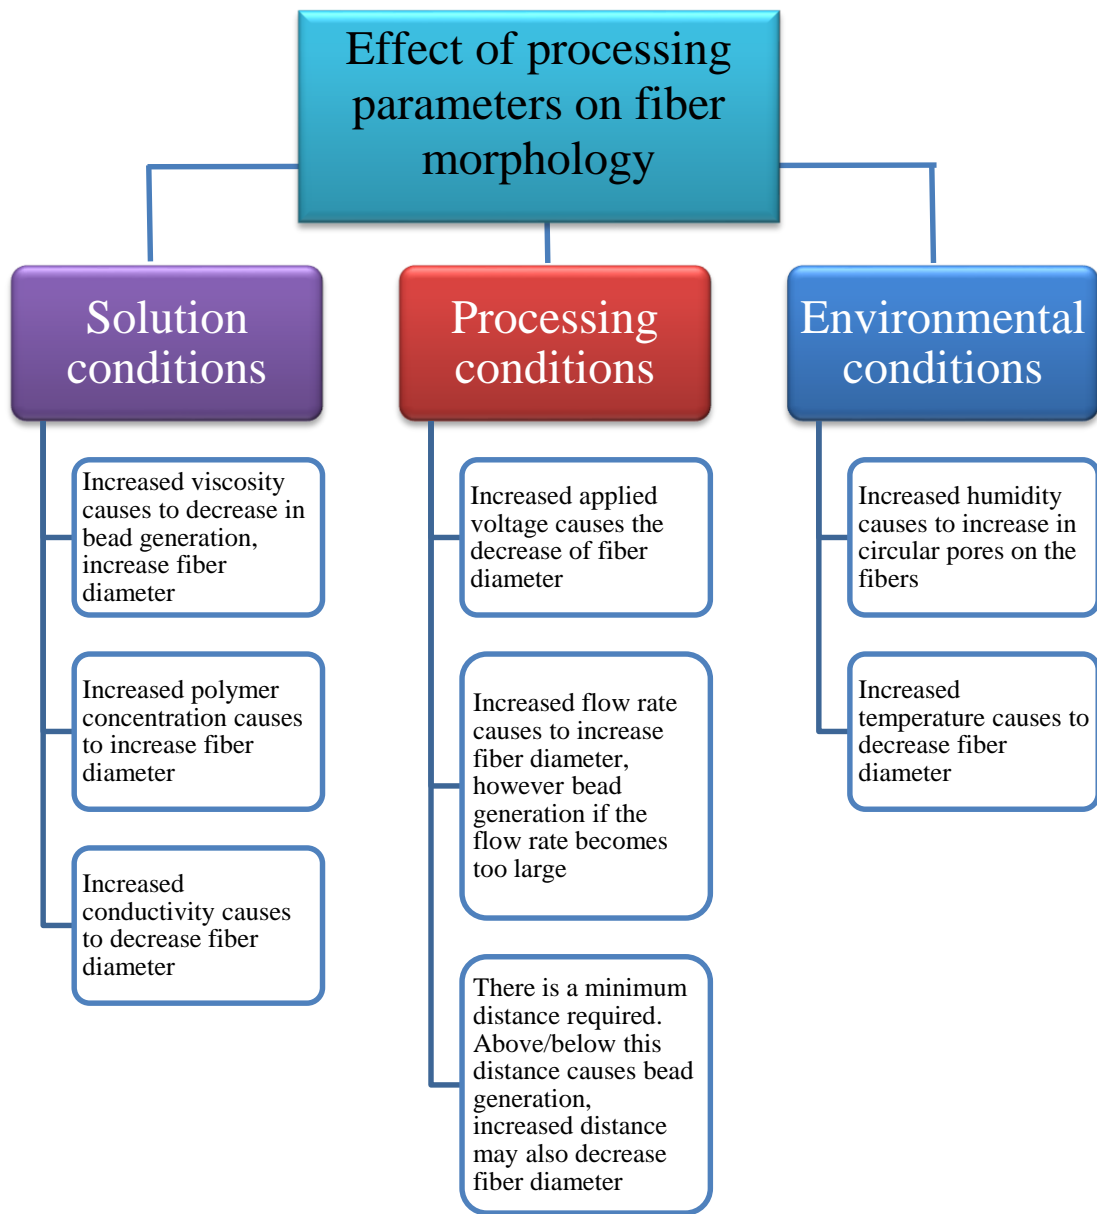 Effect of processing
parameters on fiber
morphology
Solution
conditions
Increased viscosity
causes to decrease in
bead generation,
increase fiber
diameter
Increased polymer
concentration causes
to increase fiber
diameter
Increased
conductivity causes
to decrease fiber
diameter
Processing
conditions
Increased applied
voltage causes the
decrease of fiber
diameter
Increased flow rate
causes to increase
fiber diameter,
however bead
generation if the
flow rate becomes
too large
There is a minimum
distance required.
Above/below this
distance causes bead
generation,
increased distance
may also decrease
fiber diameter
Environmental
conditions
Increased humidity
causes to increase in
circular pores on the
fibers
Increased
temperature causes to
decrease fiber
diameter